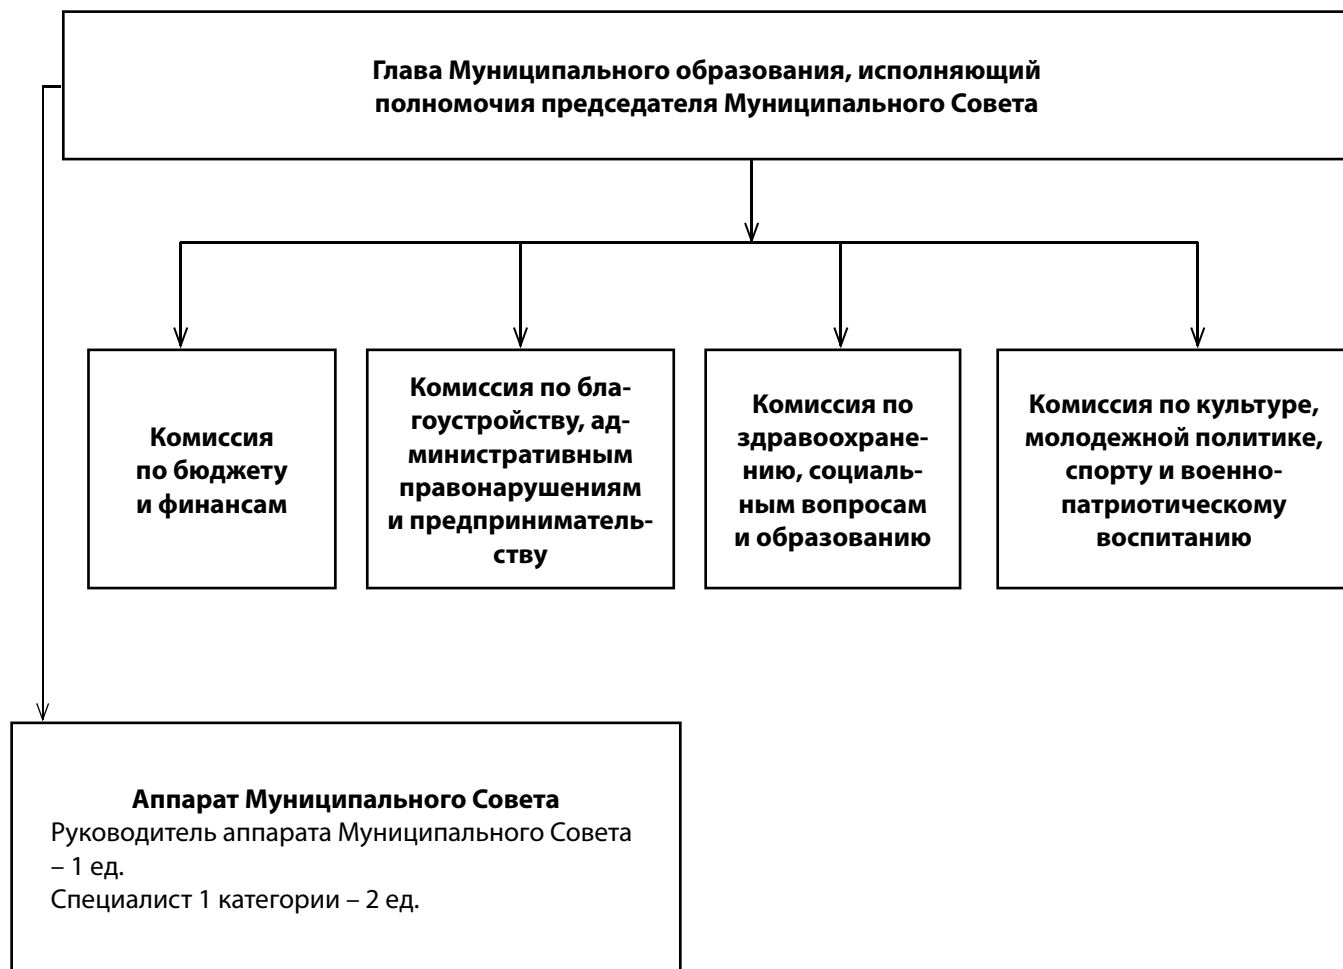 Глава Муниципального образования, исполняющий
полномочия председателя Муниципального Совета
Комиссия
по бюджету
и финансам
Комиссия по бла-
гоустройству, ад-
министративным
правонарушениям
и предприниматель-
ству
Комиссия по
здравоохране-
нию, социаль-
ным вопросам
и образованию
Комиссия по культуре,
молодежной политике,
спорту и военно-
патриотическому
воспитанию
Аппарат Муниципального Совета
Руководитель аппарата Муниципального Совета
– 1 ед.
Специалист 1 категории – 2 ед.